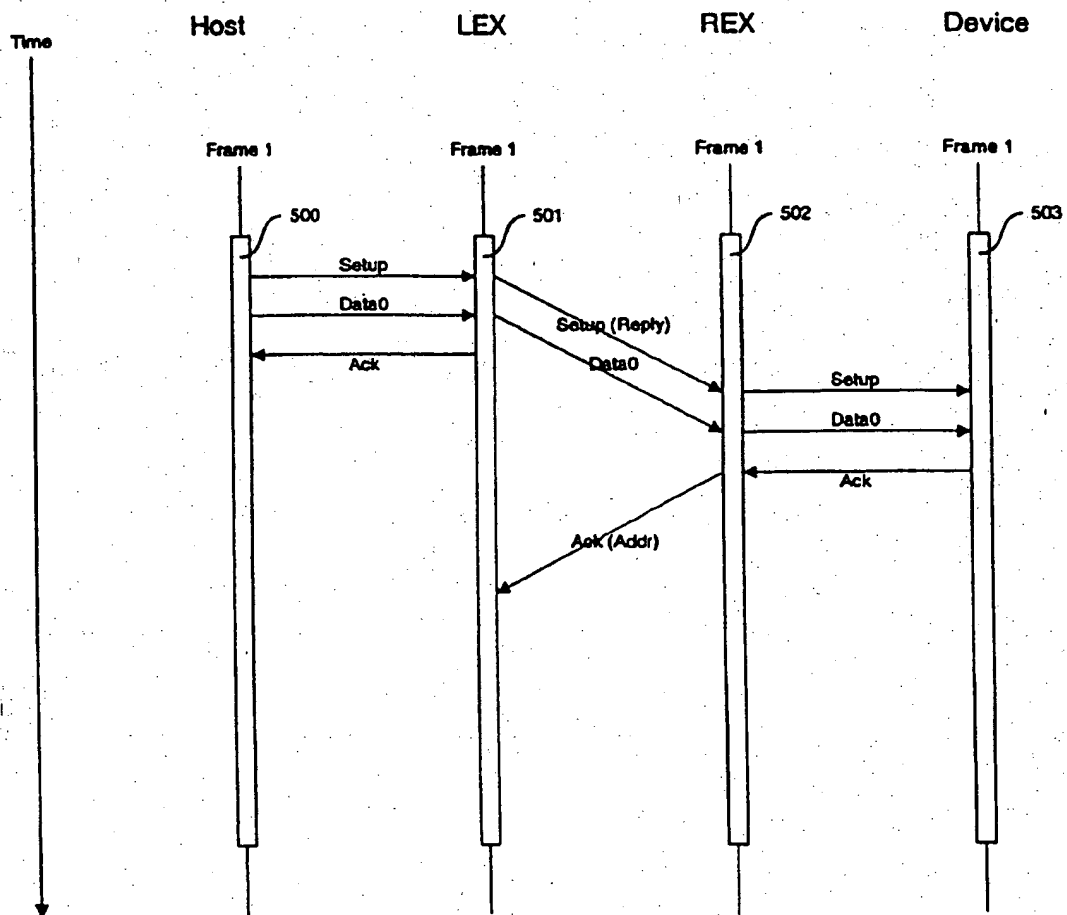 Host LEX REX Device
Time
Frame 1 Frame 1 Frame 1 Frame 1
500 501 502 503
Setup
Data0
Setup (Reply)
Ack
Data0
Setup
Data0
Ack
Ack (Addr)